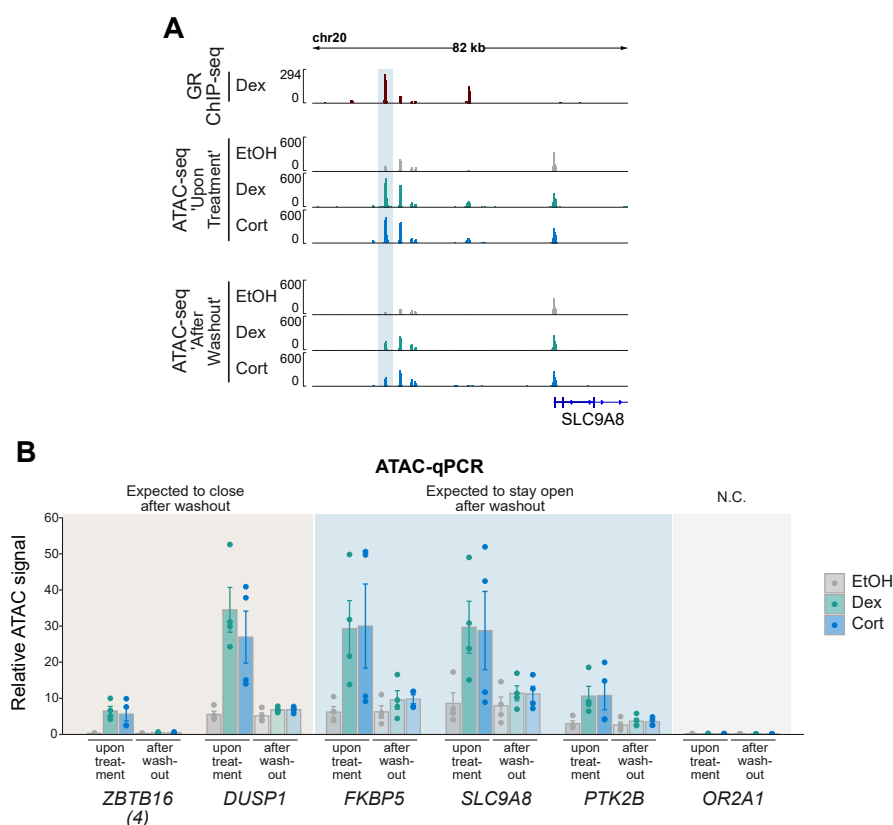 A
chr20
82 kb
GR
ChIP-seq
Dex
294
0
ATAC-seq
'Upon
Treatment'
EtOH
600
0
Dex
600
0
Cort
600
0
ATAC-seq
'After
Washout'
EtOH
600
0
Dex
600
0
Cort
600
0
SLC9A8
B
ATAC-qPCR
Expected to close
after washout
Expected to stay open
after washout
N.C.
Relative ATAC signal
60
50
40
30
20
10
0
EtOH
Dex
Cort
upon
treat-
ment
after
wash-
out
upon
treat-
ment
after
wash-
out
upon
treat-
ment
after
wash-
out
upon
treat-
ment
after
wash-
out
upon
treat-
ment
after
wash-
out
upon
treat-
ment
after
wash-
out
ZBTB16
(4)
DUSP1
FKBP5
SLC9A8
PTK2B
OR2A1